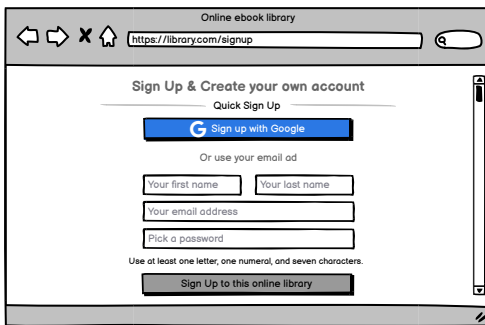 Online ebook library
https://library.com/signup
Sign Up & Create your own account
Quick Sign Up
G Sign up with Google
Or use your email ad
Your first name Your last name
Your email address
Pick a password
Use at least one letter, one numeral, and seven characters.
Sign Up to this online library